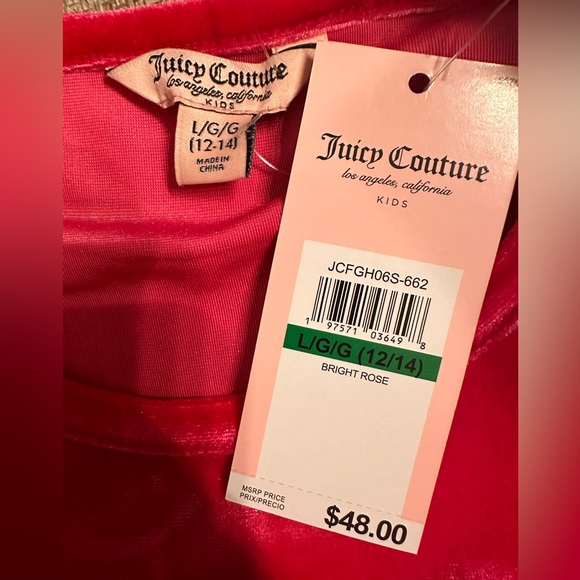 Juicy Couture
los angeles, california
KIDS
L/G/G
(12-14)
MADE IN
CHINA
Juicy Couture
los angeles, california
KIDS
JCFGH06S-662
1 97571 03649 8
L/G/G (12/14)
BRIGHT ROSE
MSRP PRICE
PRIX/PRECIO
$48.00